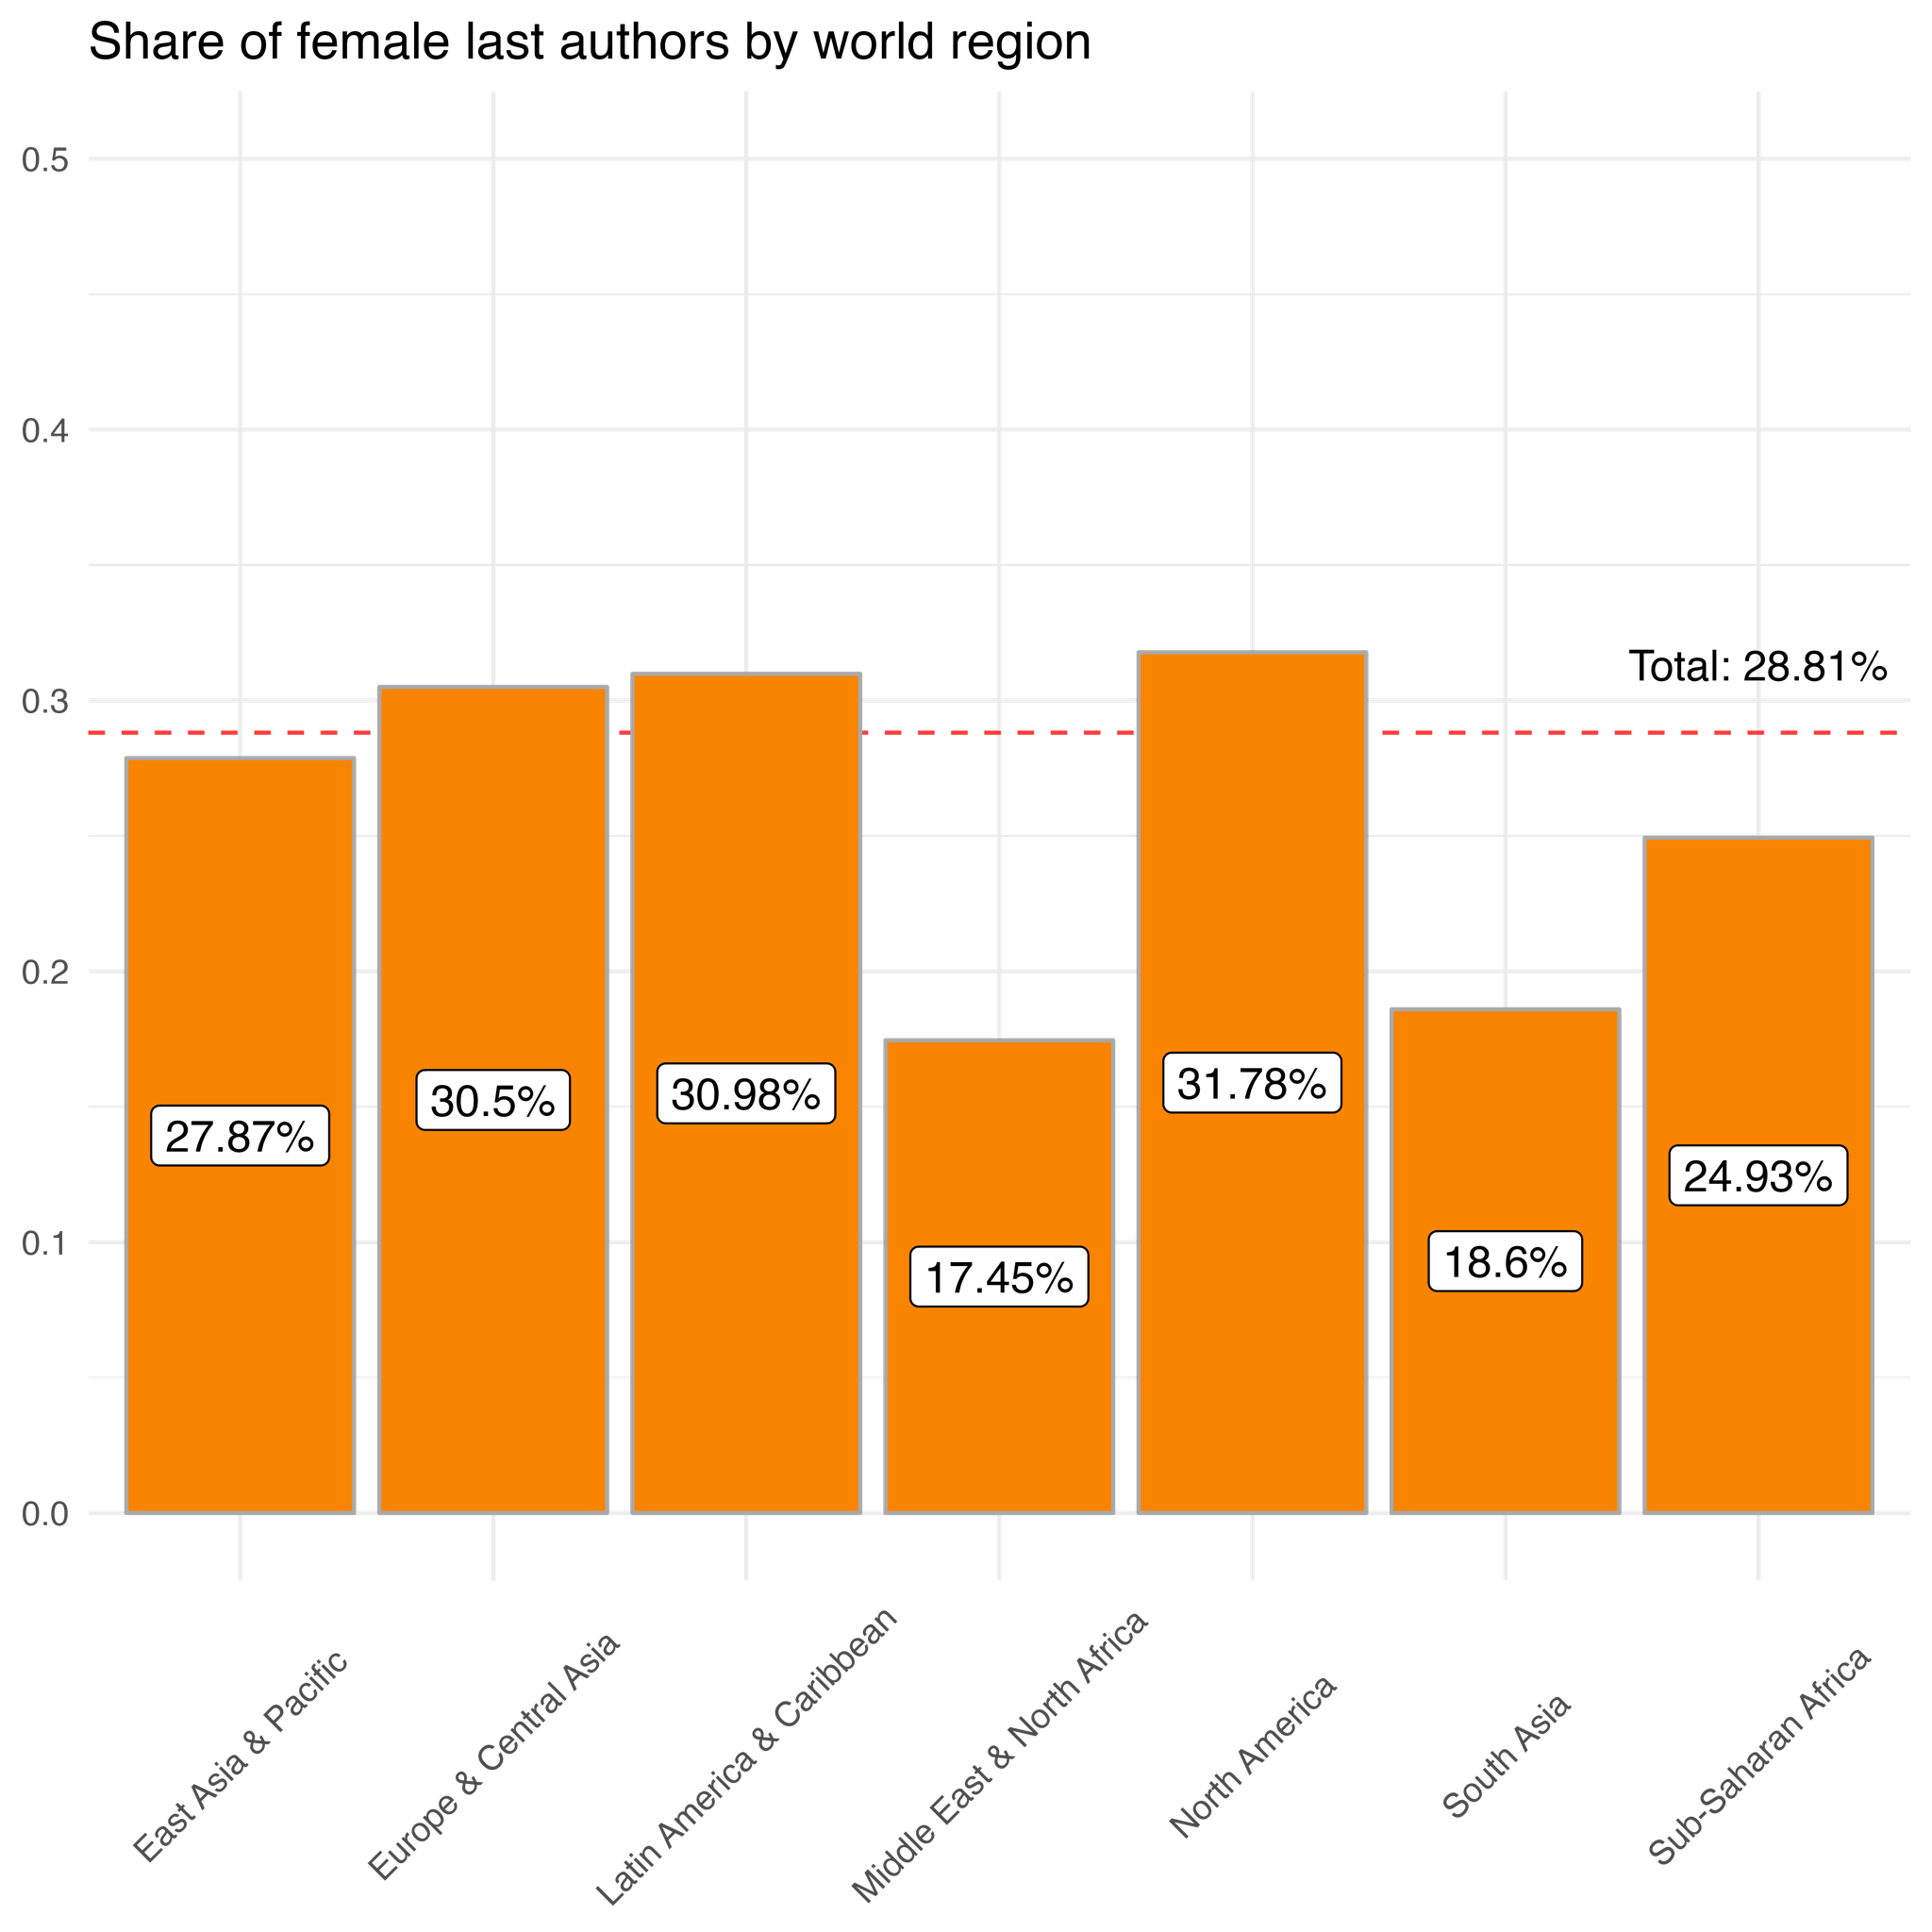 Share of female last authors by world region
0.5
0.4
0.3
0.2
0.1
0.0
Total: 28.81%
27.87%
30.5%
30.98%
17.45%
31.78%
18.6%
24.93%
East Asia & Pacific
Europe & Central Asia
Latin America & Caribbean
Middle East & North Africa
North America
South Asia
Sub-Saharan Africa